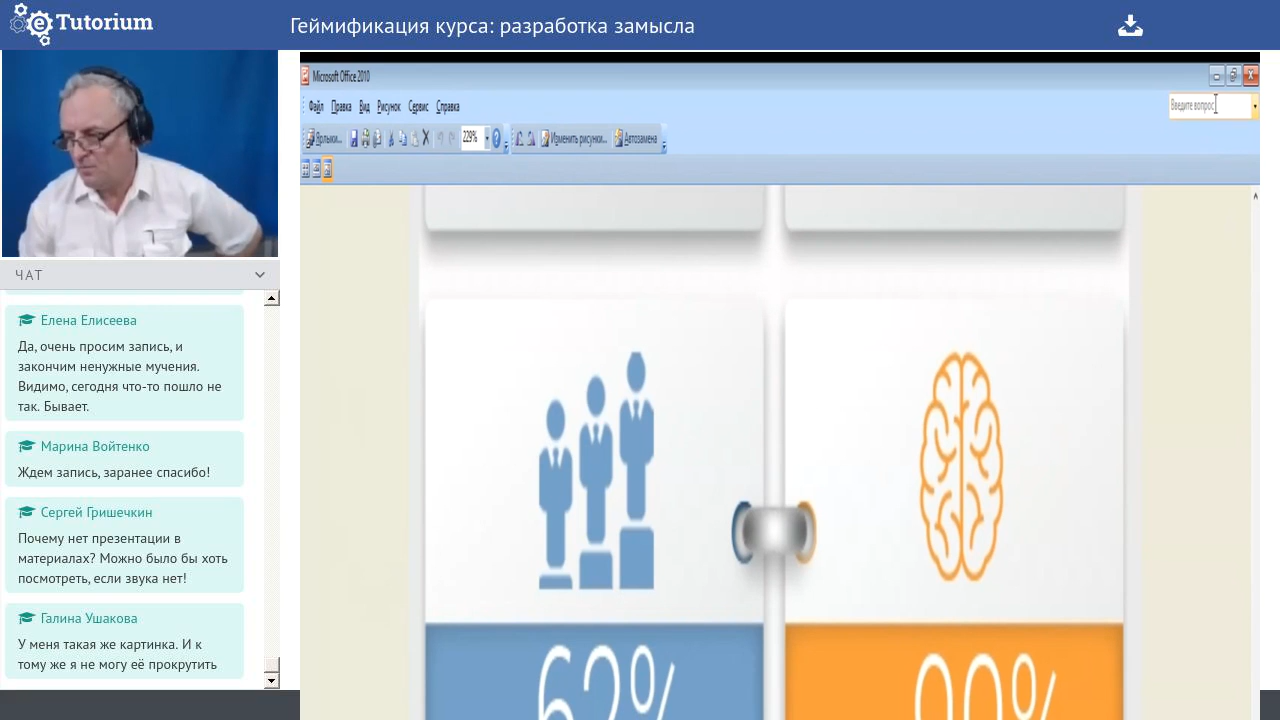 eTutorium
Геймификация курса: разработка замысла
Microsoft Office 2010
Файл Правка Вид Рисунок Сервис Справка
Введите вопрос
Ярлыки...
229%
Изменить рисунки...
Автозамена
ЧАТ
Елена Елисеева
Да, очень просим запись, и
закончим ненужные мучения.
Видимо, сегодня что-то пошло не
так. Бывает.
Марина Войтенко
Ждем запись, заранее спасибо!
Сергей Гришечкин
Почему нет презентации в
материалах? Можно было бы хоть
посмотреть, если звука нет!
Галина Ушакова
У меня такая же картинка. И к
тому же я не могу её прокрутить